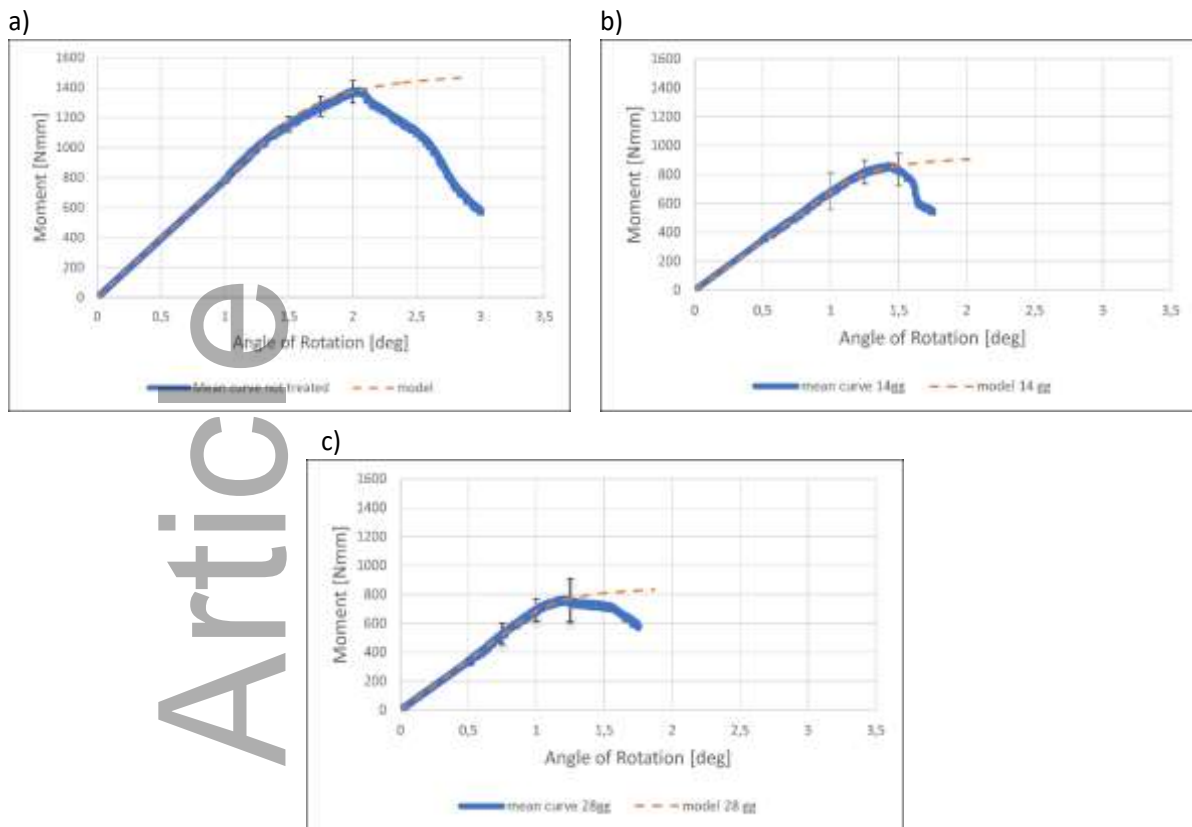 a)
1600
1400
1200
1000
800
600
400
200
0
Moment [Nmm]
0 0,5 1 1,5 2 2,5 3 3,5
Angle of Rotation [deg]
Mean curve not treated model
b)
1600
1400
1200
1000
800
600
400
200
0
Moment [Nmm]
0 0,5 1 1,5 2 2,5 3 3,5
Angle of Rotation [deg]
mean curve 14gg model 14 gg
c)
1600
1400
1200
1000
800
600
400
200
0
Moment [Nmm]
0 0,5 1 1,5 2 2,5 3 3,5
Angle of Rotation [deg]
mean curve 28gg model 28 gg
Article